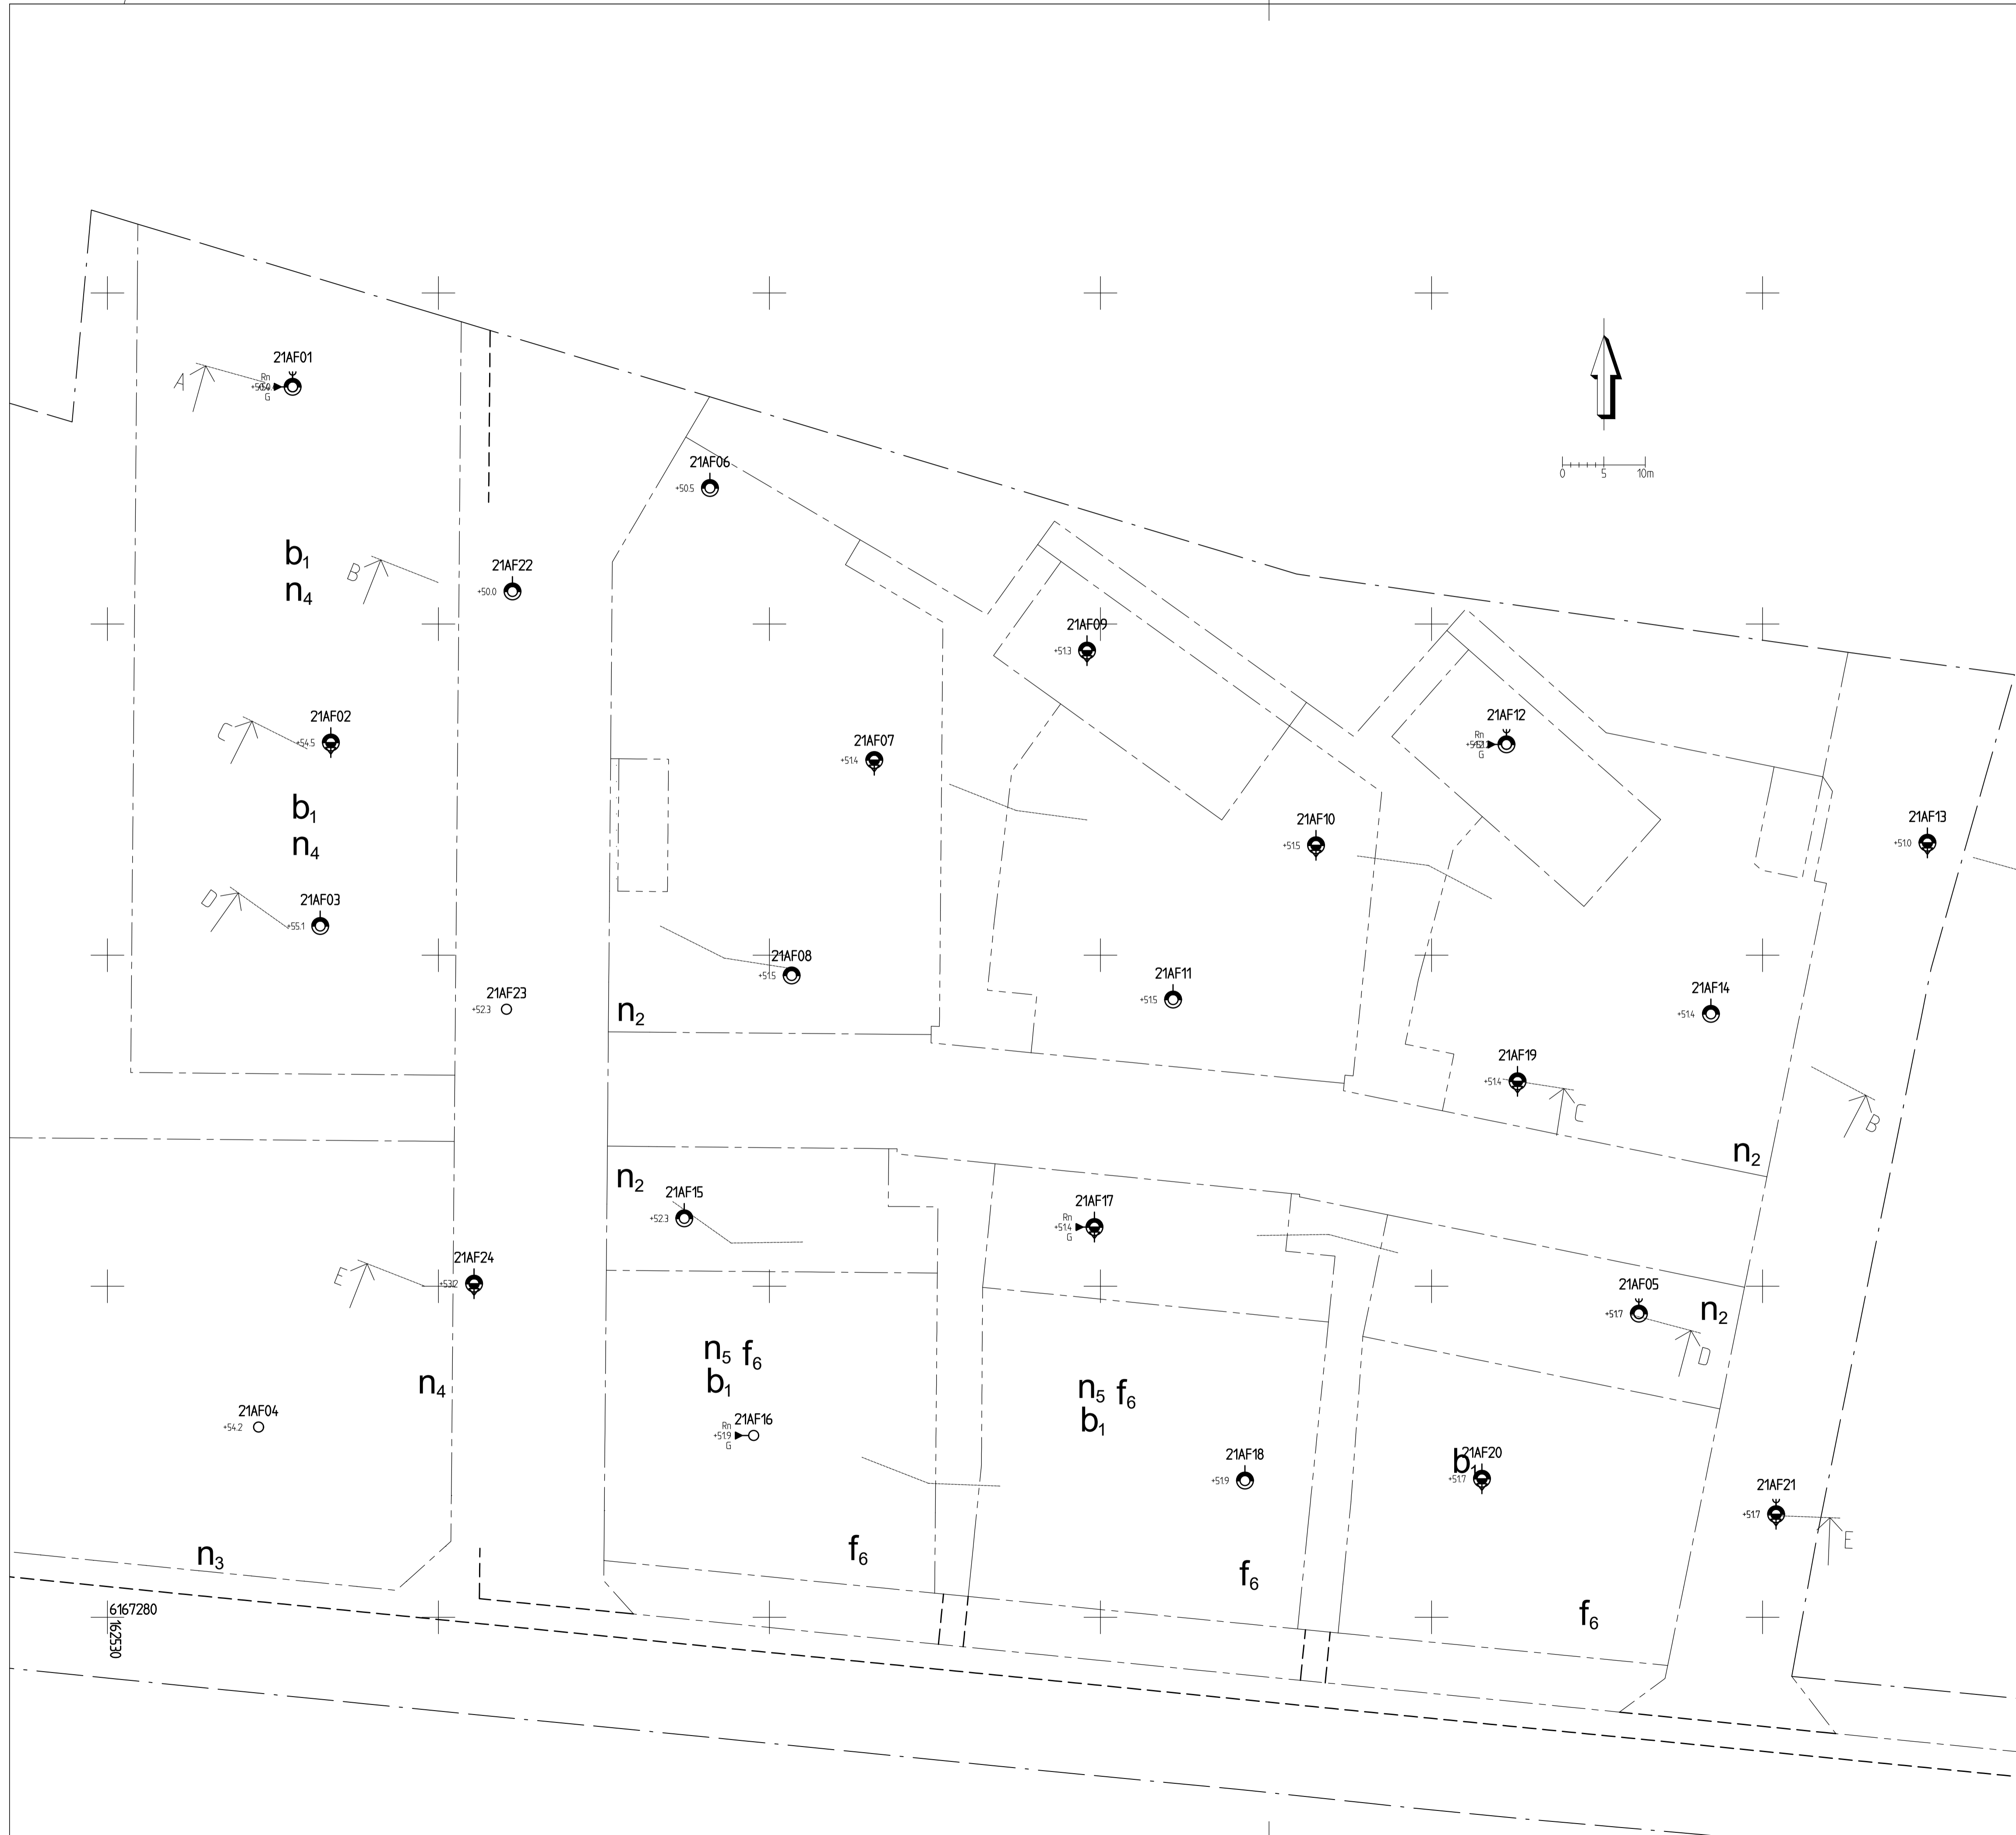 21AF01
Rn
G
A
21AF06
+50.5
0 5 10m
b1
n4
B
21AF22
+50.0
21AF09
+51.3
21AF02
+54.5
C
21AF12
Rn
G
21AF07
+51.4
b1
n4
21AF10
+51.5
21AF13
+51.0
21AF03
+55.1
D
21AF08
+51.5
21AF11
+51.5
21AF14
+51.4
21AF23
+52.3
n2
21AF19
+51.4
C
B
n2
n2
21AF15
+52.3
21AF17
Rn
+51.4
G
21AF24
+53.2
E
21AF05
+51.7
n2
D
n5 f6
b1
n4
n5 f6
b1
21AF04
+54.2
21AF16
Rn
+51.9
G
21AF18
+51.9
21AF20
b1
+51.7
21AF21
+51.7
E
n3
f6
f6
f6
6167280
162530